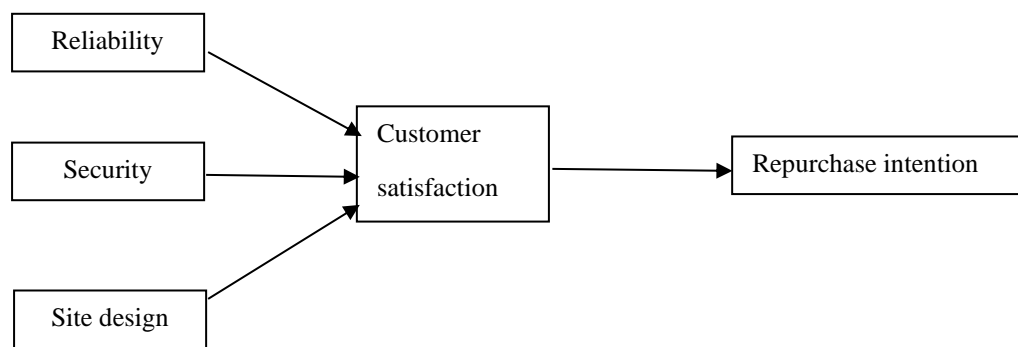 Reliability
Security
Site design
Customer
satisfaction
Repurchase intention